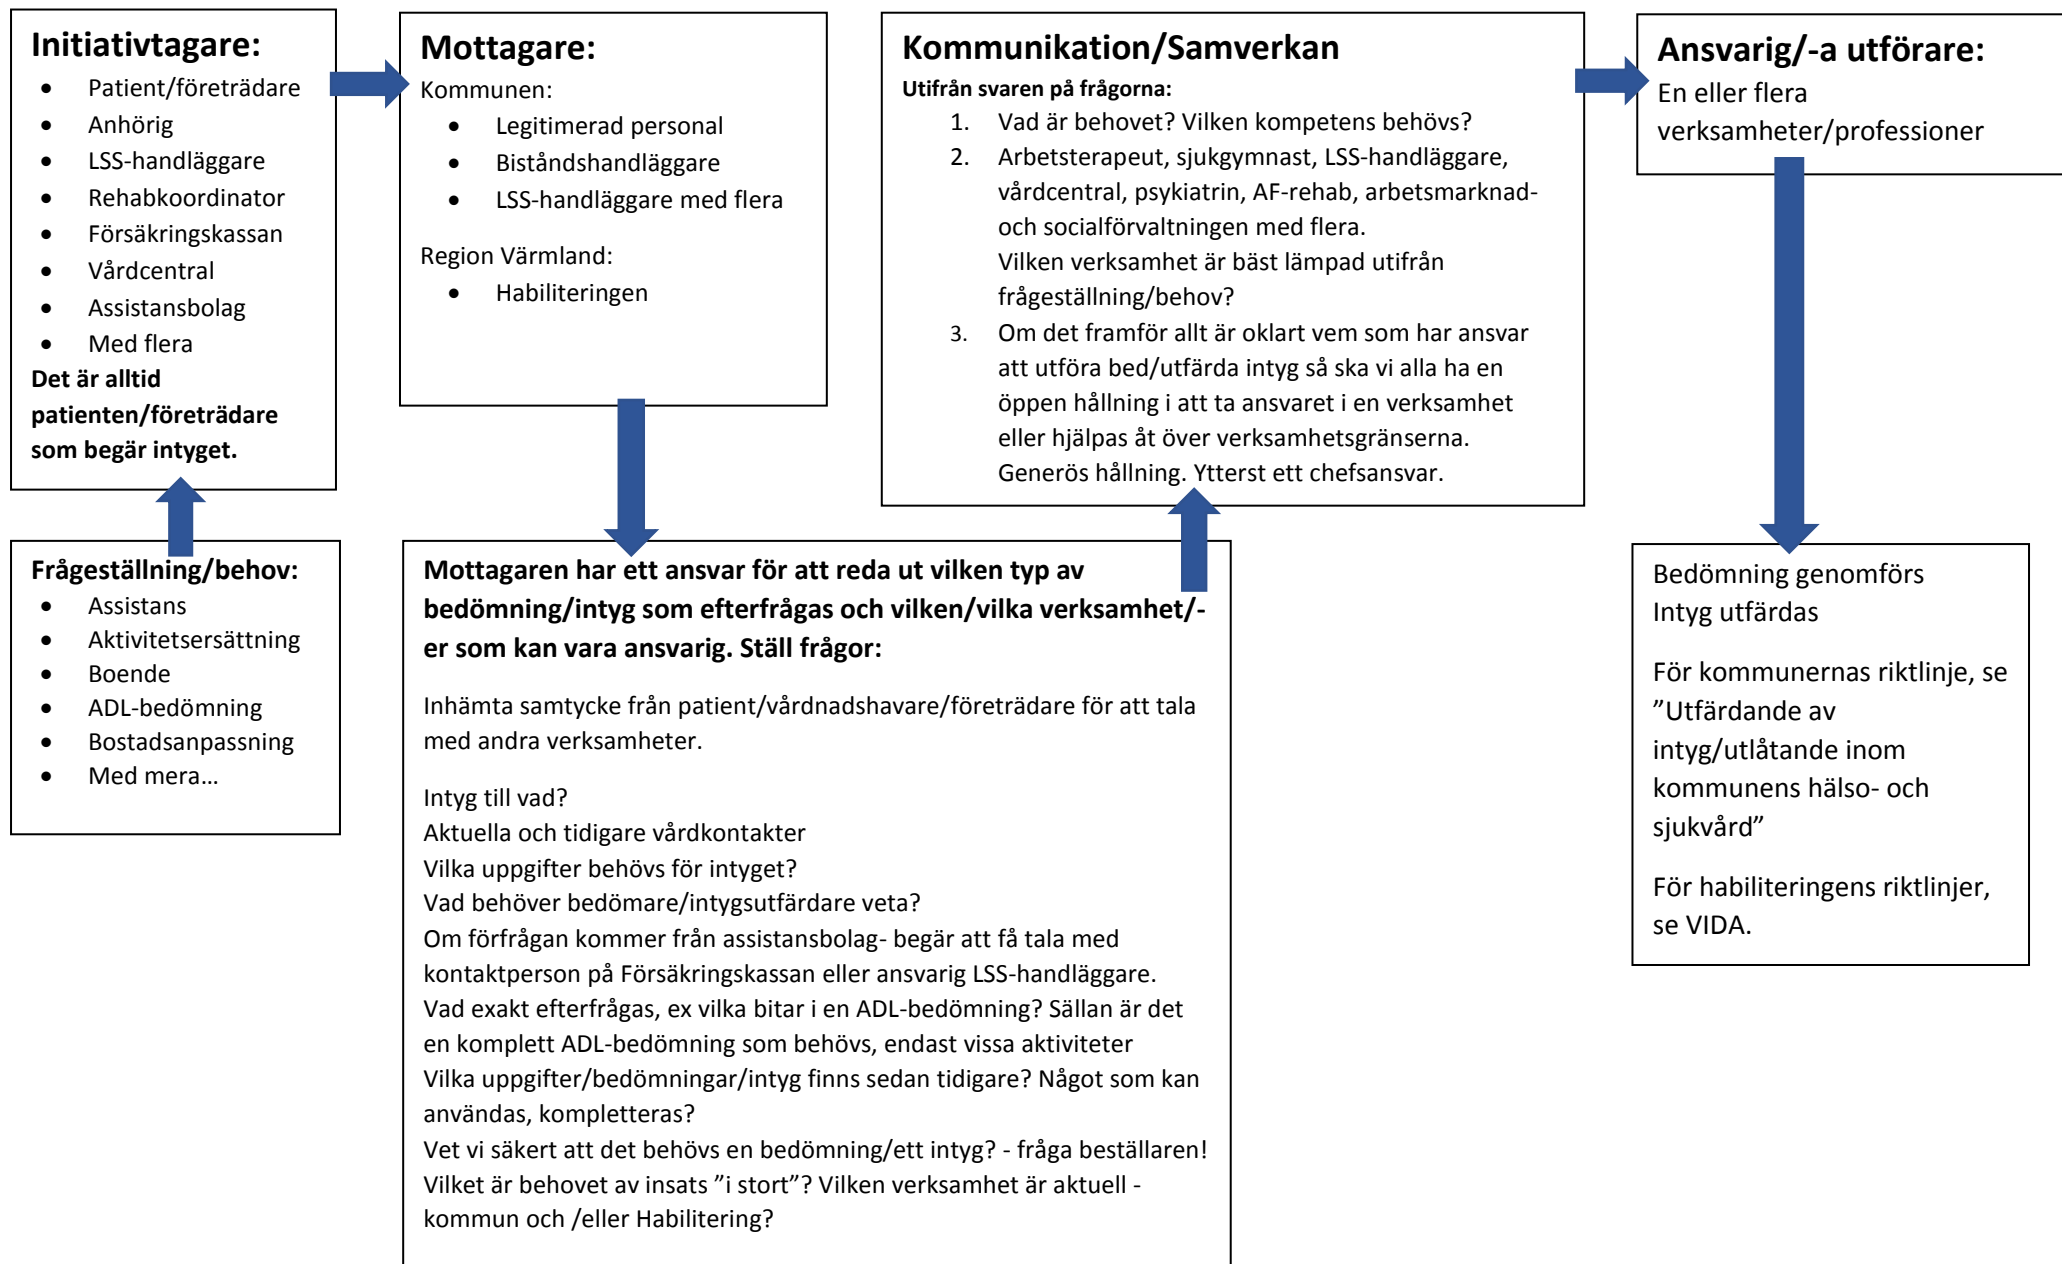 Initiativtagare:
• Patient/företrädare
• Anhörig
• LSS-handläggare
• Rehabkoordinator
• Försäkringskassan
• Vårdcentral
• Assistansbolag
• Med flera
Det är alltid
patienten/företrädare
som begär intyget.
Frågeställning/behov:
• Assistans
• Aktivitetsersättning
• Boende
• ADL-bedömning
• Bostadsanpassning
• Med mera…
Mottagare:
Kommunen:
• Legitimerad personal
• Biståndshandläggare
• LSS-handläggare med flera
Region Värmland:
• Habiliteringen
Mottagaren har ett ansvar för att reda ut vilken typ av
bedömning/intyg som efterfrågas och vilken/vilka verksamhet/-
er som kan vara ansvarig. Ställ frågor:
Inhämta samtycke från patient/vårdnadshavare/företrädare för att tala
med andra verksamheter.
Intyg till vad?
Aktuella och tidigare vårdkontakter
Vilka uppgifter behövs för intyget?
Vad behöver bedömare/intygsutfärdare veta?
Om förfrågan kommer från assistansbolag- begär att få tala med
kontaktperson på Försäkringskassan eller ansvarig LSS-handläggare.
Vad exakt efterfrågas, ex vilka bitar i en ADL-bedömning? Sällan är det
en komplett ADL-bedömning som behövs, endast vissa aktiviteter
Vilka uppgifter/bedömningar/intyg finns sedan tidigare? Något som kan
användas, kompletteras?
Vet vi säkert att det behövs en bedömning/ett intyg? - fråga beställaren!
Vilket är behovet av insats ”i stort”? Vilken verksamhet är aktuell -
kommun och /eller Habilitering?
Kommunikation/Samverkan
Utifrån svaren på frågorna:
1. Vad är behovet? Vilken kompetens behövs?
2. Arbetsterapeut, sjukgymnast, LSS-handläggare,
vårdcentral, psykiatrin, AF-rehab, arbetsmarknad-
och socialförvaltningen med flera.
Vilken verksamhet är bäst lämpad utifrån
frågeställning/behov?
3. Om det framför allt är oklart vem som har ansvar
att utföra bed/utfärda intyg så ska vi alla ha en
öppen hållning i att ta ansvaret i en verksamhet
eller hjälpas åt över verksamhetsgränserna.
Generös hållning. Ytterst ett chefsansvar.
Ansvarig/-a utförare:
En eller flera
verksamheter/professioner
Bedömning genomförs
Intyg utfärdas
För kommunernas riktlinje, se
”Utfärdande av
intyg/utlåtande inom
kommunens hälso- och
sjukvård”
För habiliteringens riktlinjer,
se VIDA.